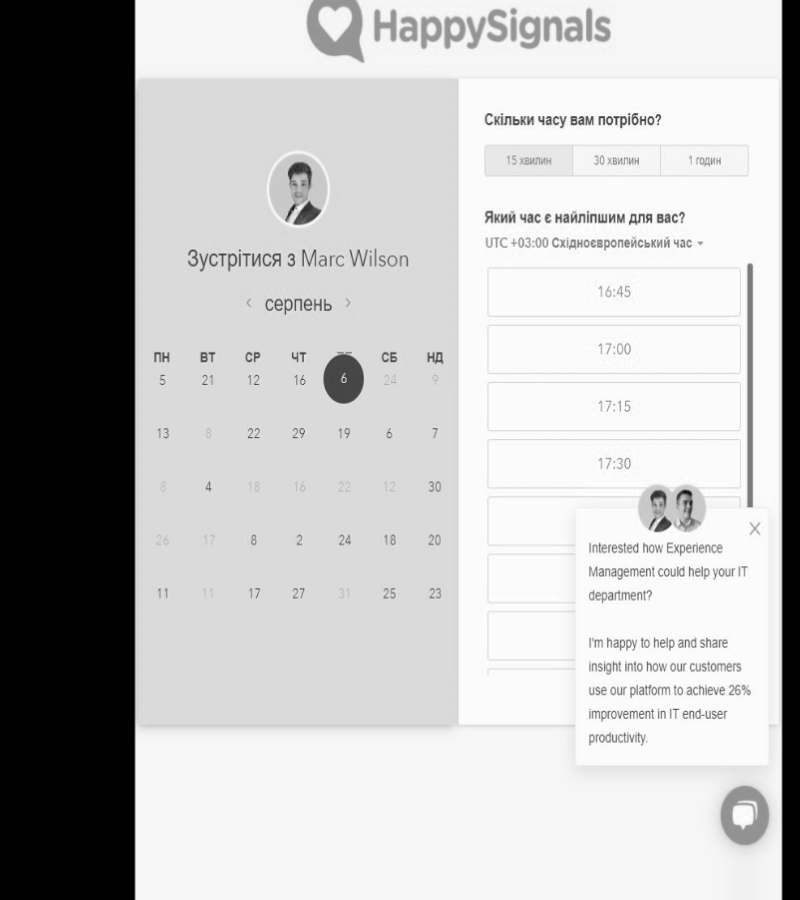 HappySignals
Зустрітися з Marc Wilson
серпень
ПН ВТ СР ЧТ СБ НД
5 21 12 16 6 24 9
13 8 22 29 19 6 7
8 4 18 16 22 12 30
26 17 8 2 24 18 20
11 11 17 27 31 25 23
Скільки часу вам потрібно?
15 хвилин 30 хвилин 1 годин
Який час є найліпшим для вас?
UTC +03:00 Східноєвропейський час
16:45
17:00
17:15
17:30
Interested how Experience
Management could help your IT
department?
I'm happy to help and share
insight into how our customers
use our platform to achieve 26%
improvement in IT end-user
productivity.